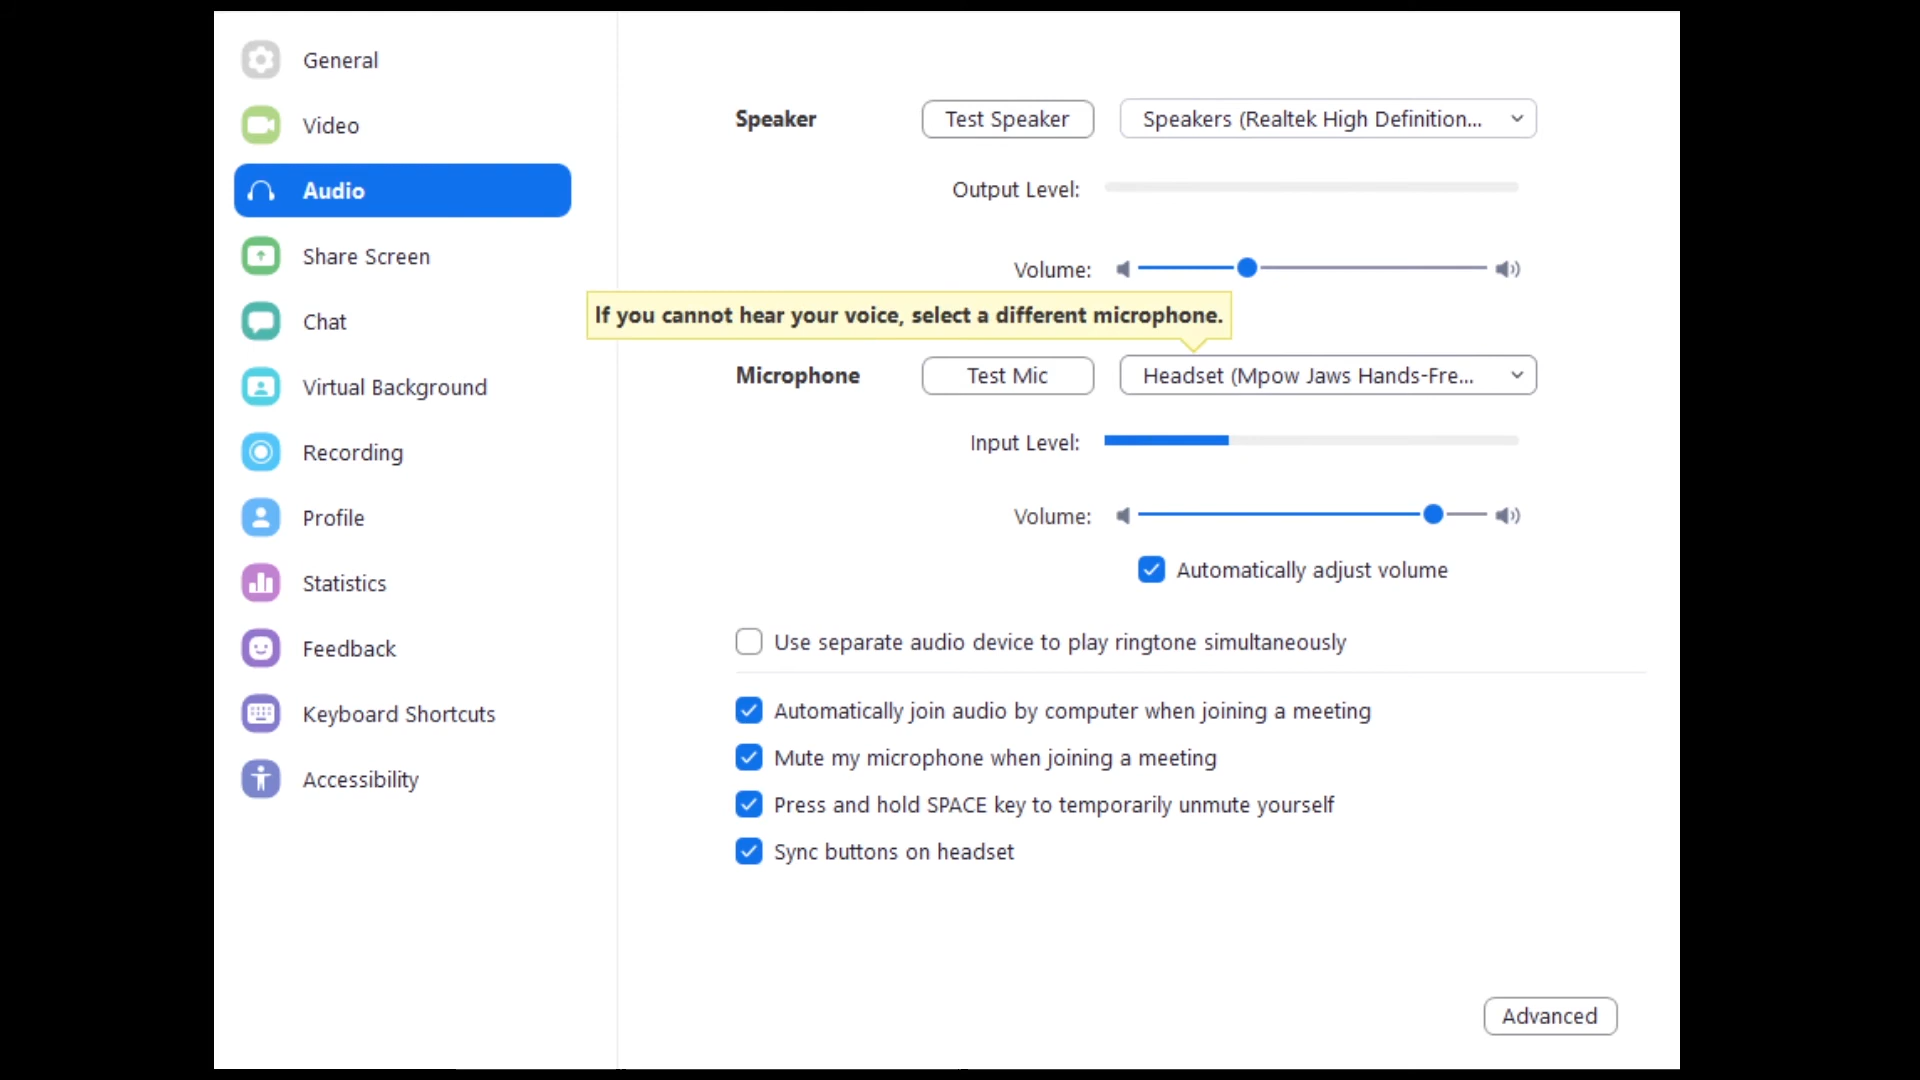 General
Video
Audio
Share Screen
Chat
Virtual Background
Recording
Profile
Statistics
Feedback
Keyboard Shortcuts
Accessibility
Speaker Test Speaker Speakers (Realtek High Definition...
Output Level:
Volume:
If you cannot hear your voice, select a different microphone.
Microphone Test Mic Headset (Mpow Jaws Hands-Fre...
Input Level:
Volume:
Automatically adjust volume
Use separate audio device to play ringtone simultaneously
Automatically join audio by computer when joining a meeting
Mute my microphone when joining a meeting
Press and hold SPACE key to temporarily unmute yourself
Sync buttons on headset
Advanced